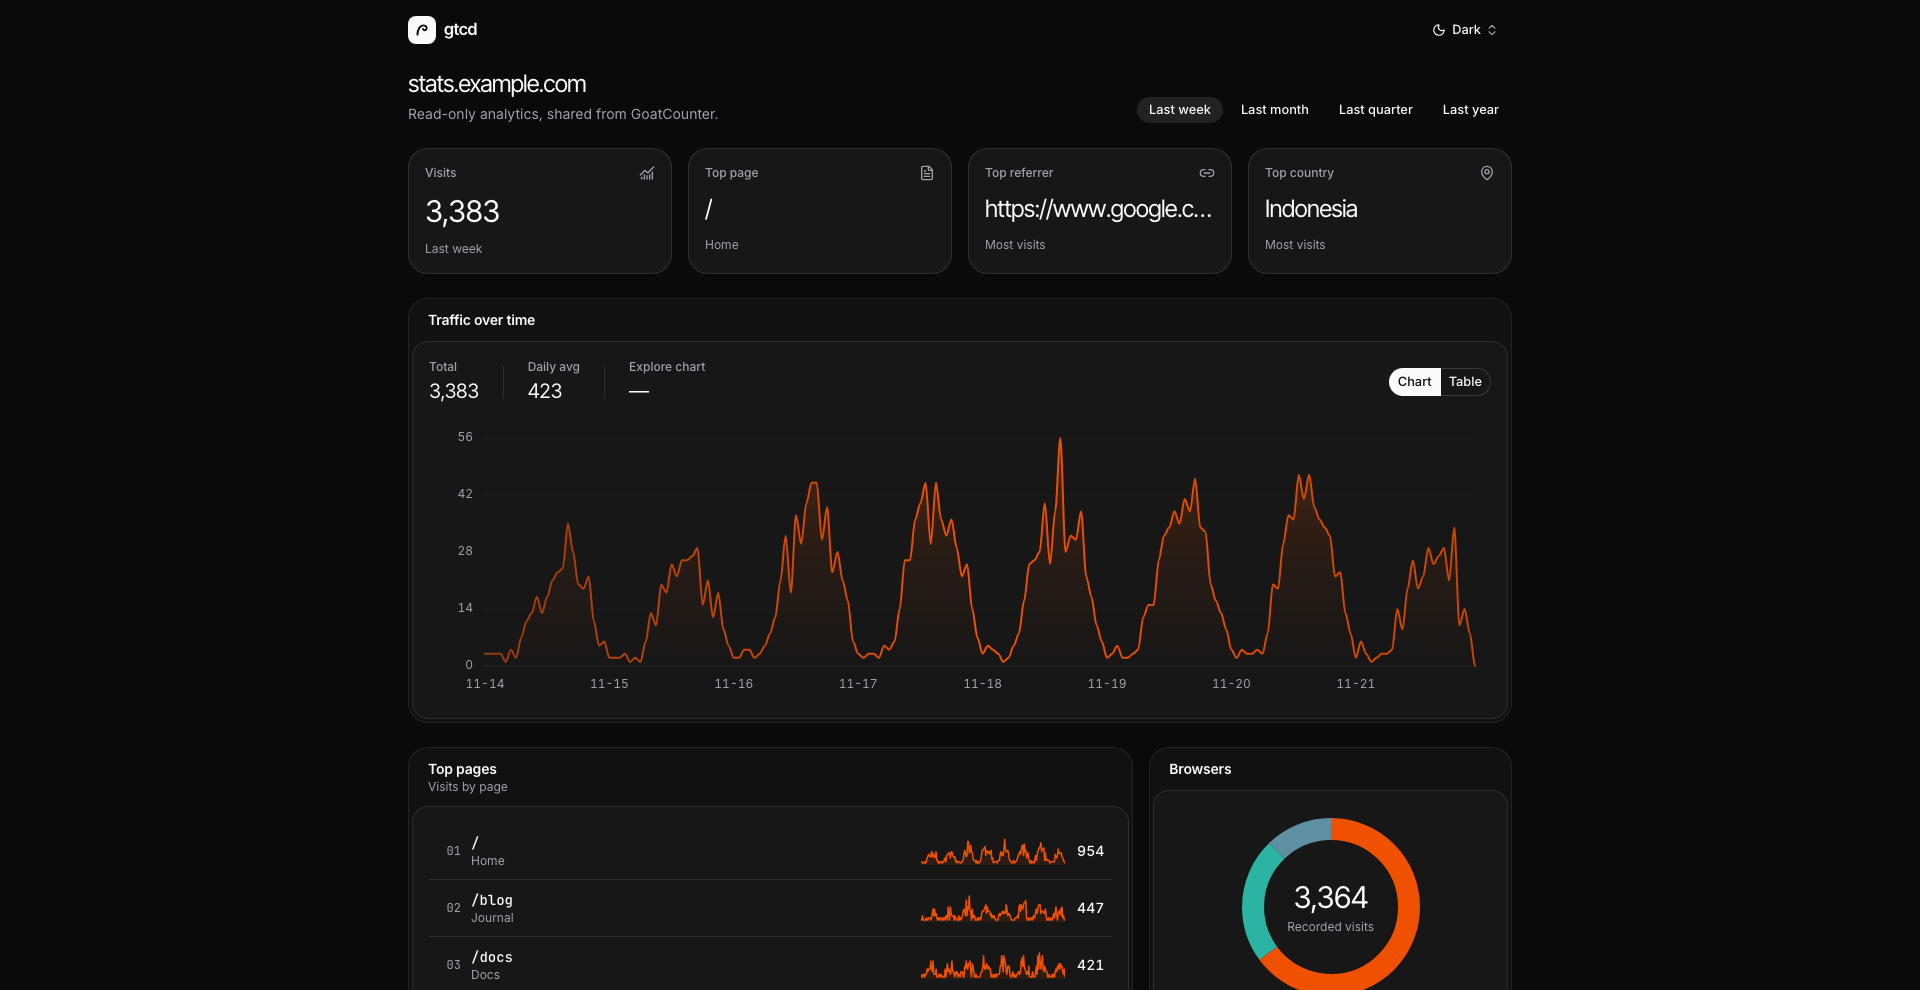 gtcd
Dark
stats.example.com
Read-only analytics, shared from GoatCounter.
Last week
Last month
Last quarter
Last year
Visits
3,383
Last week
Top page
/
Home
Top referrer
https://www.google.c...
Most visits
Top country
Indonesia
Most visits
Traffic over time
Total
3,383
Daily avg
423
Explore chart
—
Chart
Table
56
42
28
14
0
11-14
11-15
11-16
11-17
11-18
11-19
11-20
11-21
Top pages
Visits by page
01
/
Home
954
02
/blog
Journal
447
03
/docs
Docs
421
Browsers
3,364
Recorded visits